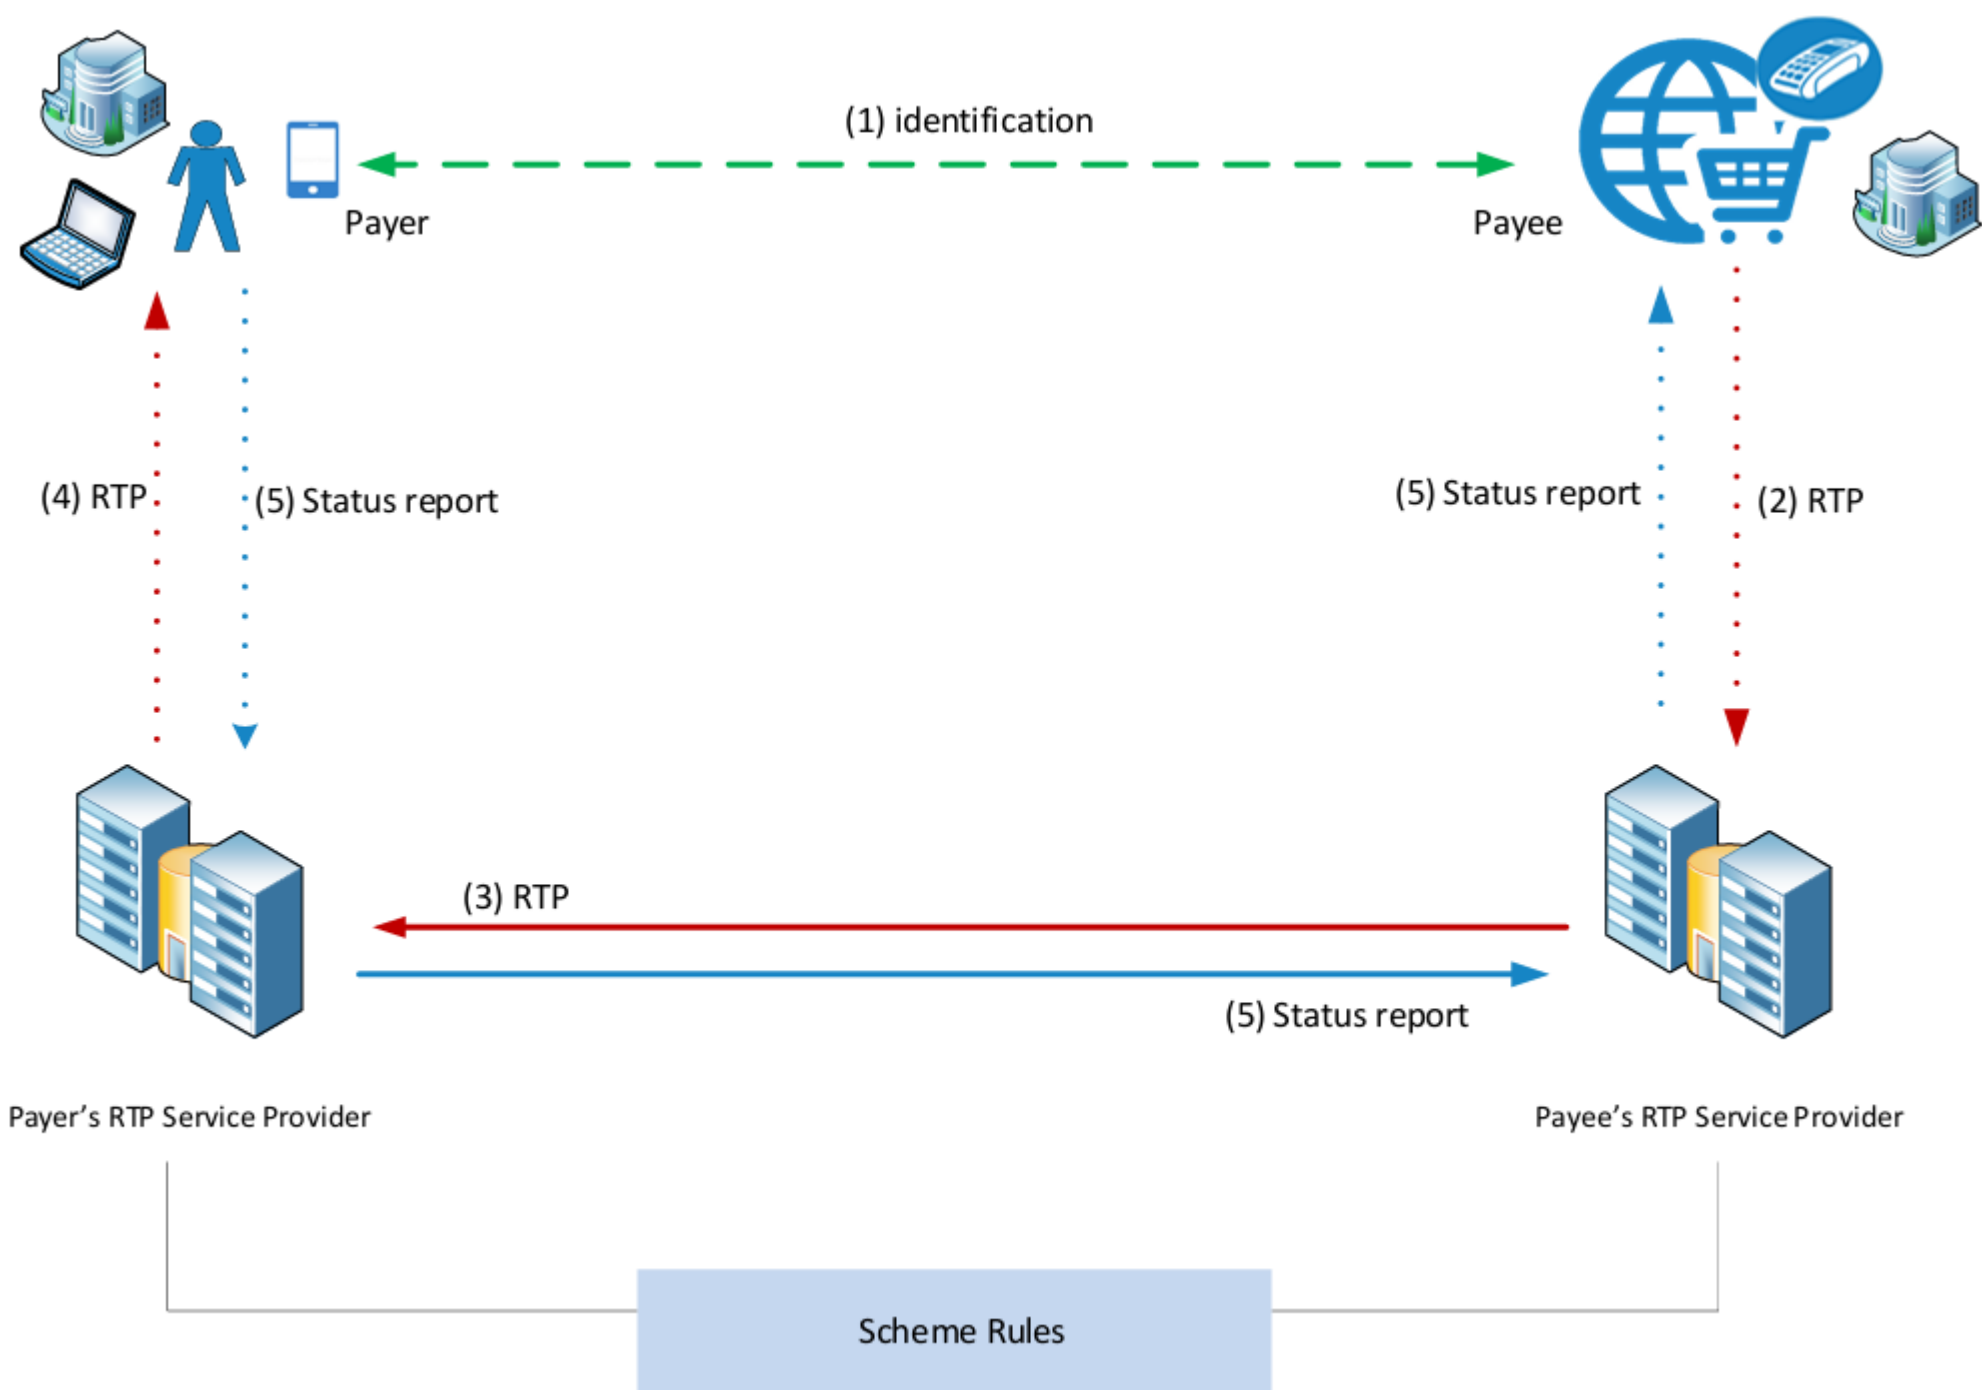 (1) identification
Payer
Payee
(4) RTP
(5) Status report
(5) Status report
(2) RTP
(3) RTP
(5) Status report
Payer’s RTP Service Provider
Payee’s RTP Service Provider
Scheme Rules